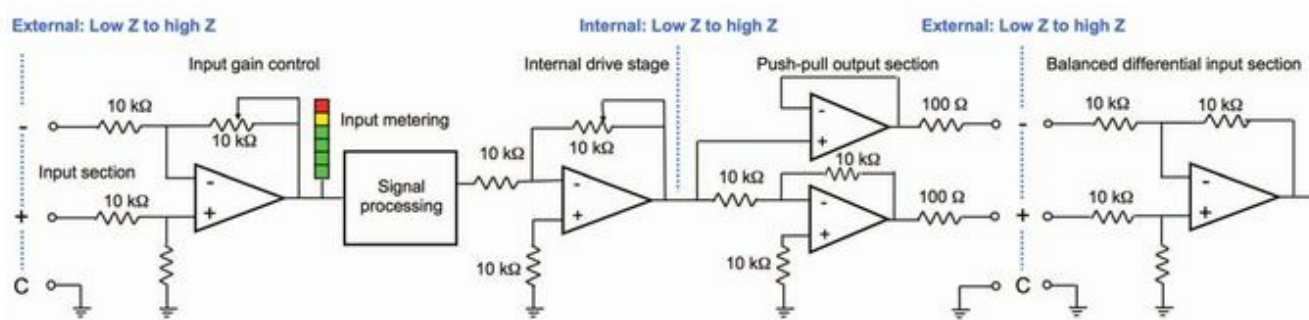 External: Low Z to high Z
Internal: Low Z to high Z
External: Low Z to high Z
Input gain control
Internal drive stage
Push-pull output section
Balanced differential input section
10 kΩ
10 kΩ
Input metering
10 kΩ
10 kΩ
100 Ω
10 kΩ
10 kΩ
-
-
+
-
-
Input section
10 kΩ
-
+
Signal
processing
10 kΩ
-
+
10 kΩ
10 kΩ
-
+
100 Ω
+
10 kΩ
-
+
10 kΩ
10 kΩ
C
C